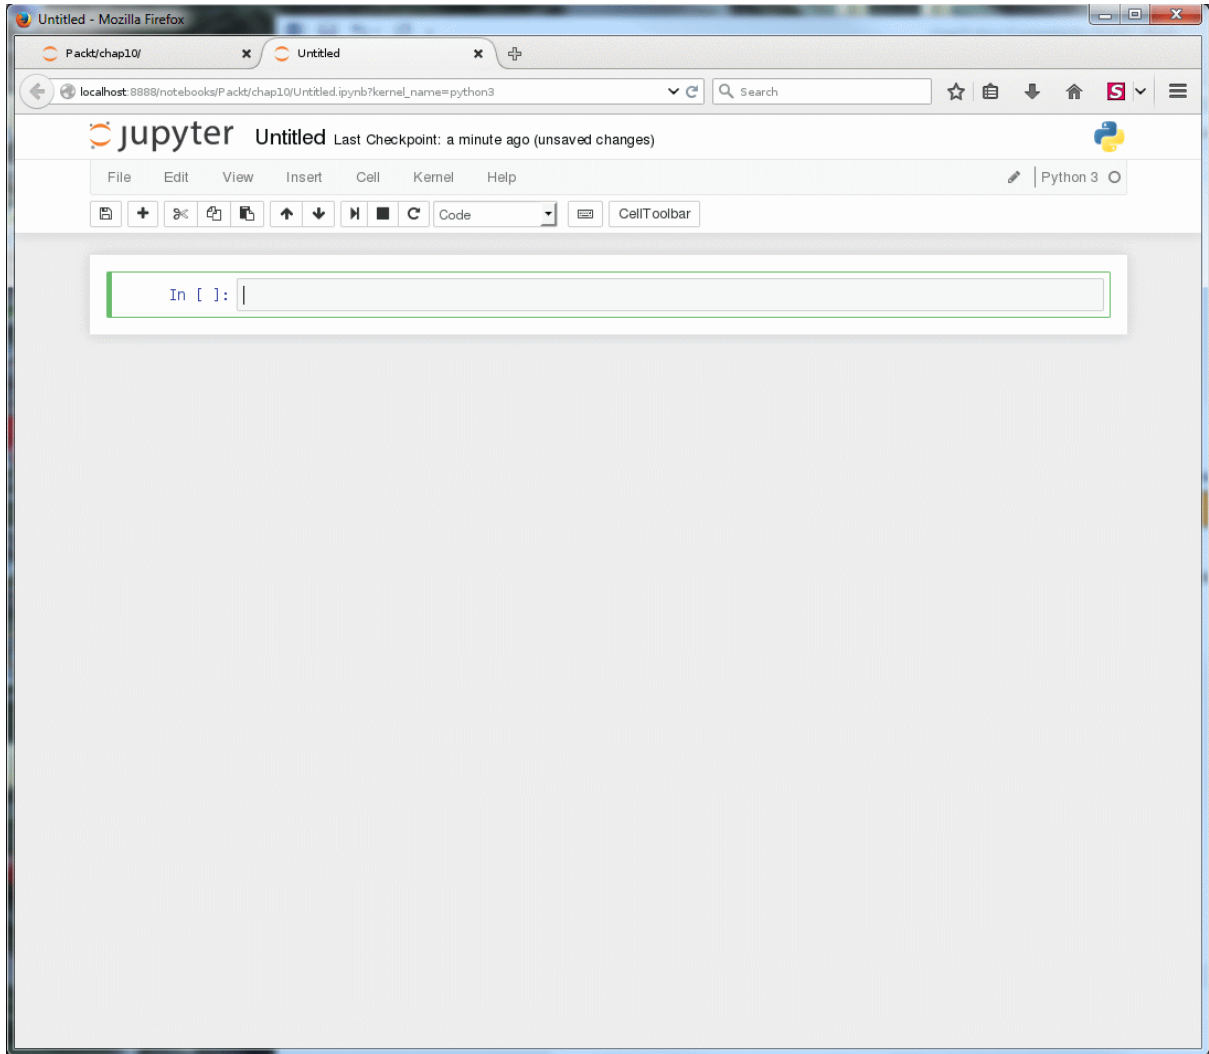 Untitled - Mozilla Firefox
Packt/chap10/ Untitled
localhost:8888/notebooks/Packt/chap10/Untitled.ipynb?kernel_name=python3 Search S
jupyter Untitled Last Checkpoint: a minute ago (unsaved changes)
File Edit View Insert Cell Kernel Help Python 3
Code CellToolbar
In [ ]: